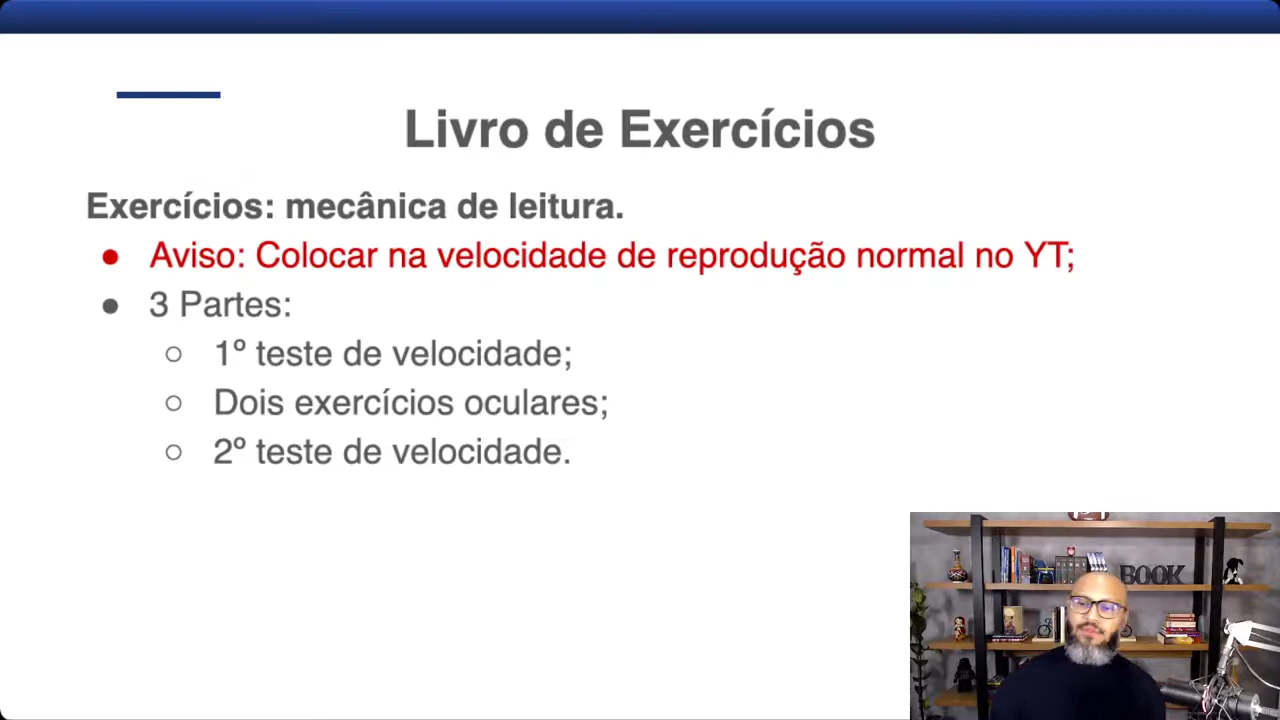 Livro de Exercícios
Exercícios: mecânica de leitura.
● Aviso: Colocar na velocidade de reprodução normal no YT;
● 3 Partes:
○ 1º teste de velocidade;
○ Dois exercícios oculares;
○ 2º teste de velocidade.
BOOK